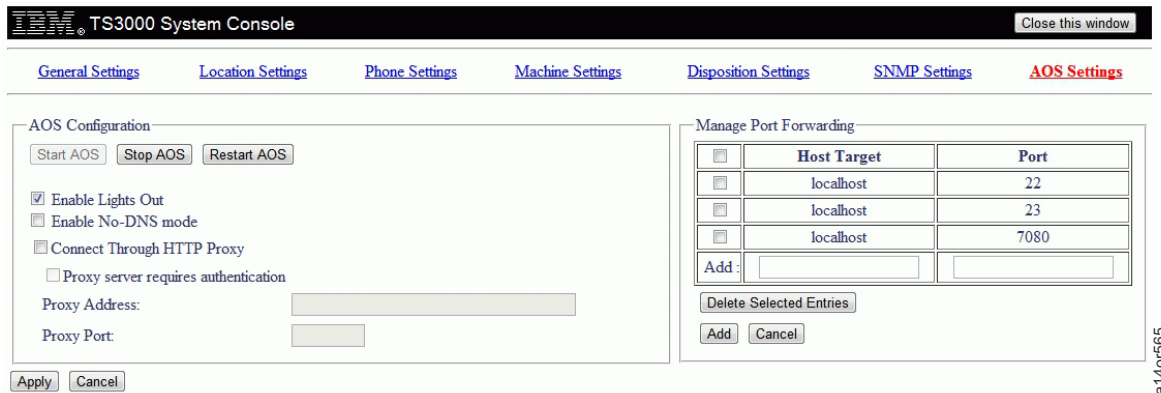 IBM® TS3000 System Console
Close this window
General Settings Location Settings Phone Settings Machine Settings Disposition Settings SNMP Settings AOS Settings
AOS Configuration
Start AOS Stop AOS Restart AOS
Enable Lights Out
Enable No-DNS mode
Connect Through HTTP Proxy
Proxy server requires authentication
Proxy Address:
Proxy Port:
Apply Cancel
Manage Port Forwarding
Host Target Port
localhost 22
localhost 23
localhost 7080
Add :
Delete Selected Entries
Add Cancel
a14or565